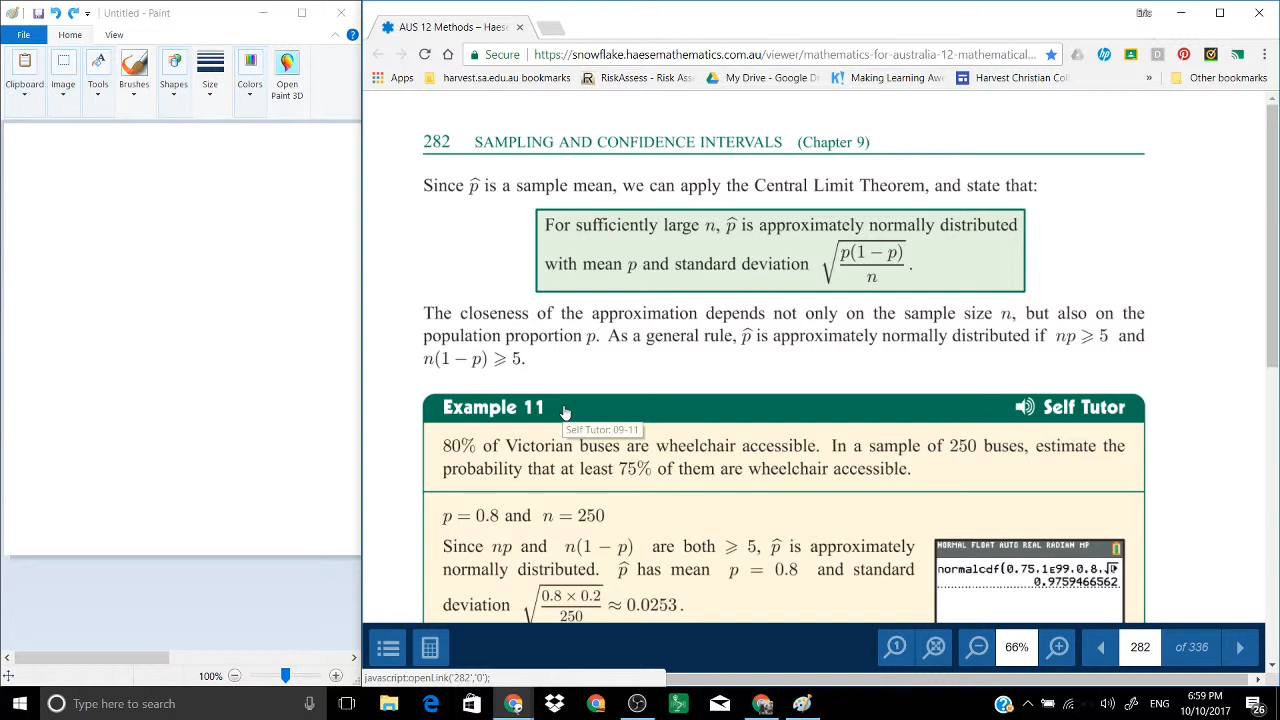 Untitled - Paint
File
Home
View
Clipboard
Image
Tools
Brushes
Shapes
Size
Colors
Open
Paint 3D
100%
AUS 12 Methods – Haese
Secure
https://snowflake.haesemathematics.com.au/viewer/mathematics-for-australia-12-mathematical...
Apps
harvest.sa.edu.au bookmarks
RiskAssess - Risk Ass
My Drive - Google
Making Learning Awe
Harvest Christian Col
»
Other bookmarks
282 SAMPLING AND CONFIDENCE INTERVALS (Chapter 9)
Since p̂ is a sample mean, we can apply the Central Limit Theorem, and state that:
For sufficiently large n, p̂ is approximately normally distributed
with mean p and standard deviation √(p(1 − p)/n) .
The closeness of the approximation depends not only on the sample size n, but also on the
population proportion p. As a general rule, p̂ is approximately normally distributed if np ⩾ 5 and
n(1 − p) ⩾ 5.
Example 11
Self Tutor
Self Tutor: 09-11
80% of Victorian buses are wheelchair accessible. In a sample of 250 buses, estimate the
probability that at least 75% of them are wheelchair accessible.
p = 0.8 and n = 250
Since np and n(1 − p) are both ⩾ 5, p̂ is approximately
normally distributed. p̂ has mean p = 0.8 and standard
deviation √(0.8 × 0.2/250) ≈ 0.0253 .
NORMAL FLOAT AUTO REAL RADIAN MP
normalcdf(0.75,1ᴇ99,0.8,√
0.9759466562
66%
282
of 336
javascript:openLink('282','0');
Type here to search
ENG
6:59 PM
10/10/2017
26